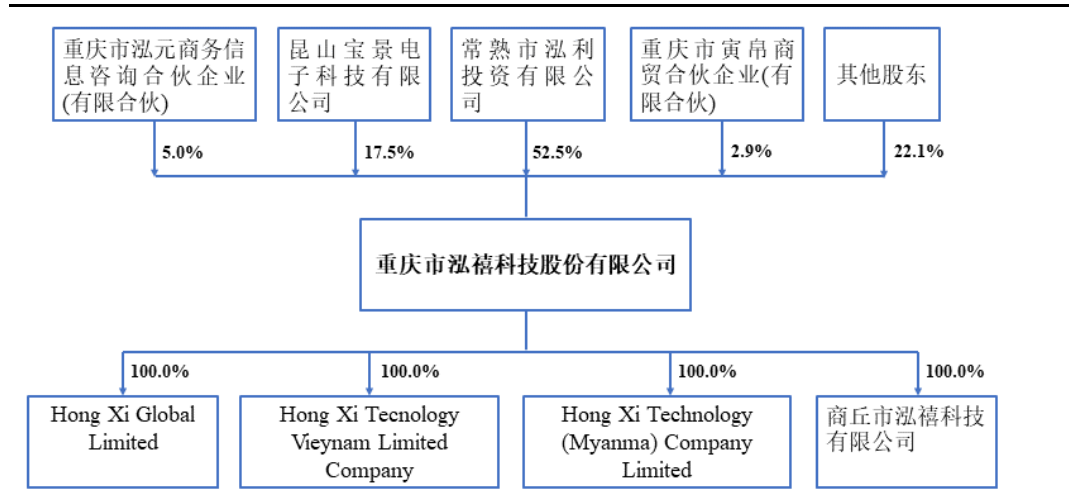 重庆市泓元商务信
息咨询合伙企业
(有限合伙)
昆山宝景电
子科技有限
公司
常熟市泓利
投资有限公
司
重庆市寅帛商
贸合伙企业(有
限合伙)
其他股东
5.0%
17.5%
52.5%
2.9%
22.1%
重庆市泓禧科技股份有限公司
100.0%
100.0%
100.0%
100.0%
Hong Xi Global
Limited
Hong Xi Tecnology
Vieynam Limited
Company
Hong Xi Technology
(Myanma) Company
Limited
商丘市泓禧科技
有限公司